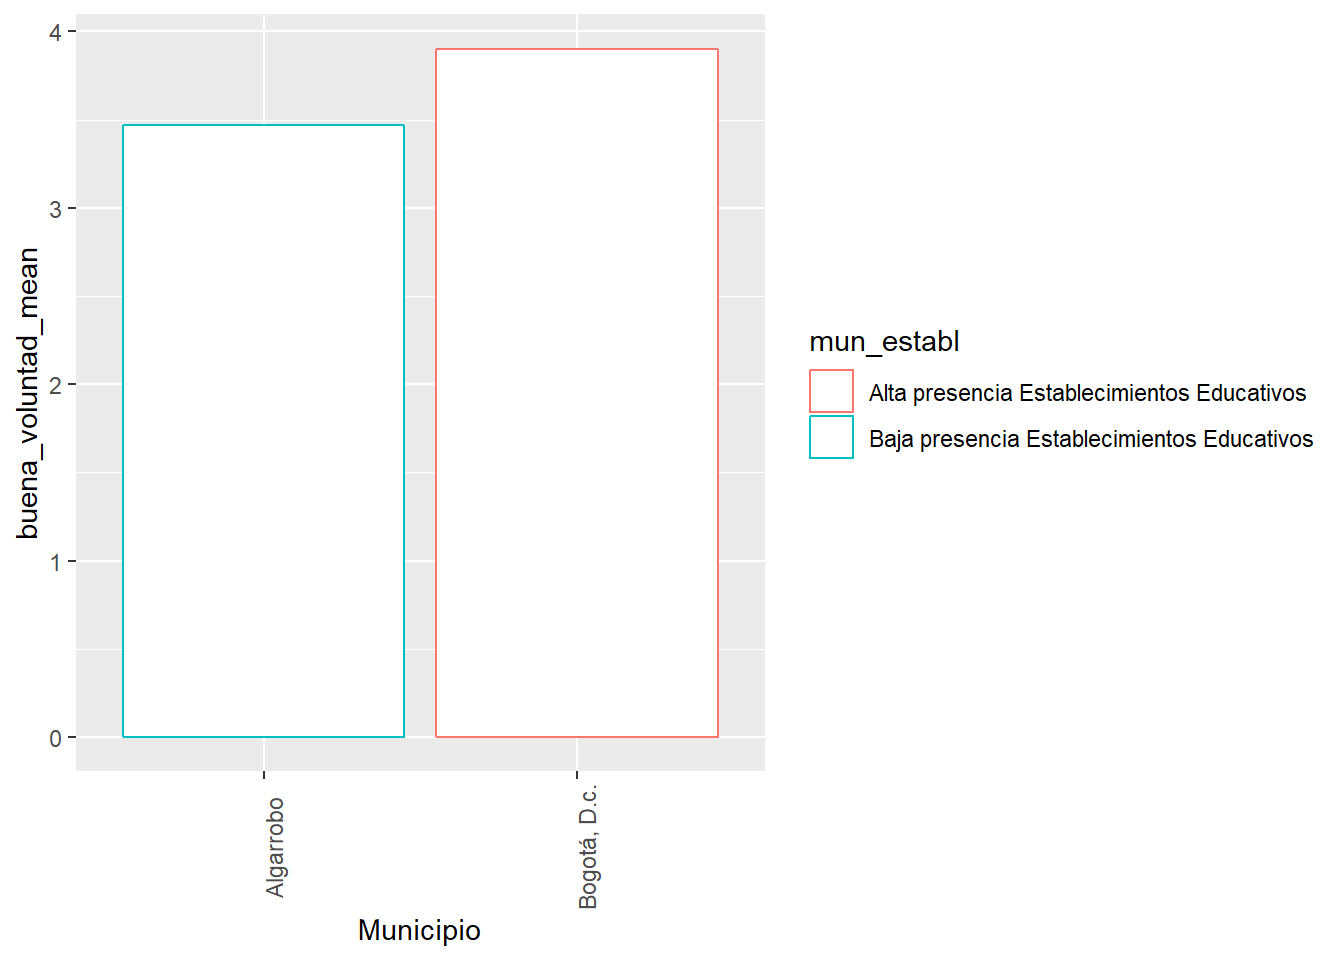 4
3
2
1
0
buena_voluntad_mean
Algarrobo
Bogotá, D.c.
Municipio
mun_establ
Alta presencia Establecimientos Educativos
Baja presencia Establecimientos Educativos